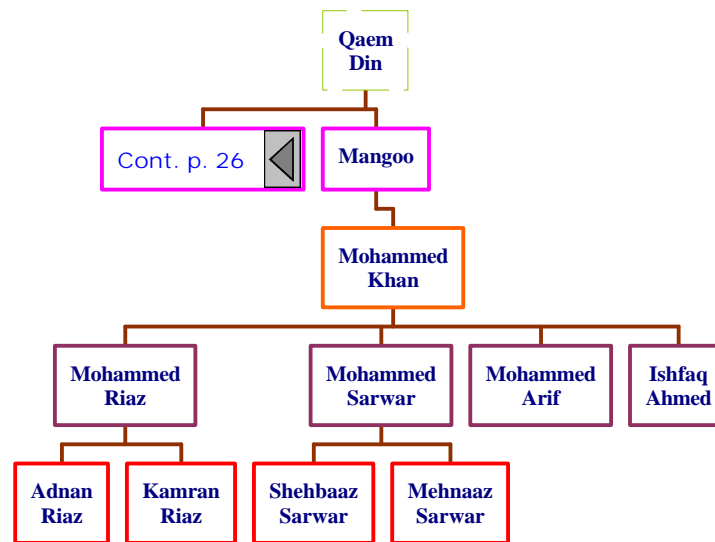 Qaem
Din
Cont. p. 26
Mangoo
Mohammed
Khan
Mohammed
Riaz
Mohammed
Sarwar
Mohammed
Arif
Ishfaq
Ahmed
Adnan
Riaz
Kamran
Riaz
Shehbaaz
Sarwar
Mehnaaz
Sarwar